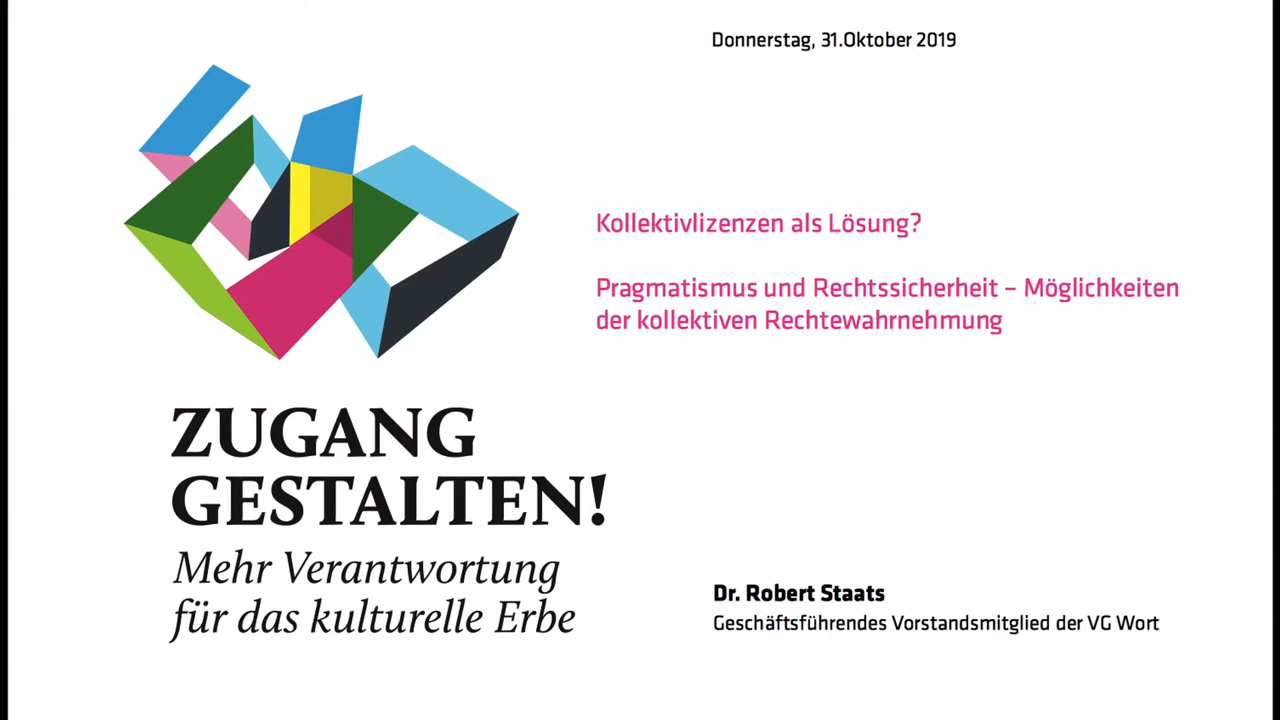 Donnerstag, 31.Oktober 2019
Kollektivlizenzen als Lösung?
Pragmatismus und Rechtssicherheit – Möglichkeiten
der kollektiven Rechtewahrnehmung
ZUGANG
GESTALTEN!
Mehr Verantwortung
für das kulturelle Erbe
Dr. Robert Staats
Geschäftsführendes Vorstandsmitglied der VG Wort